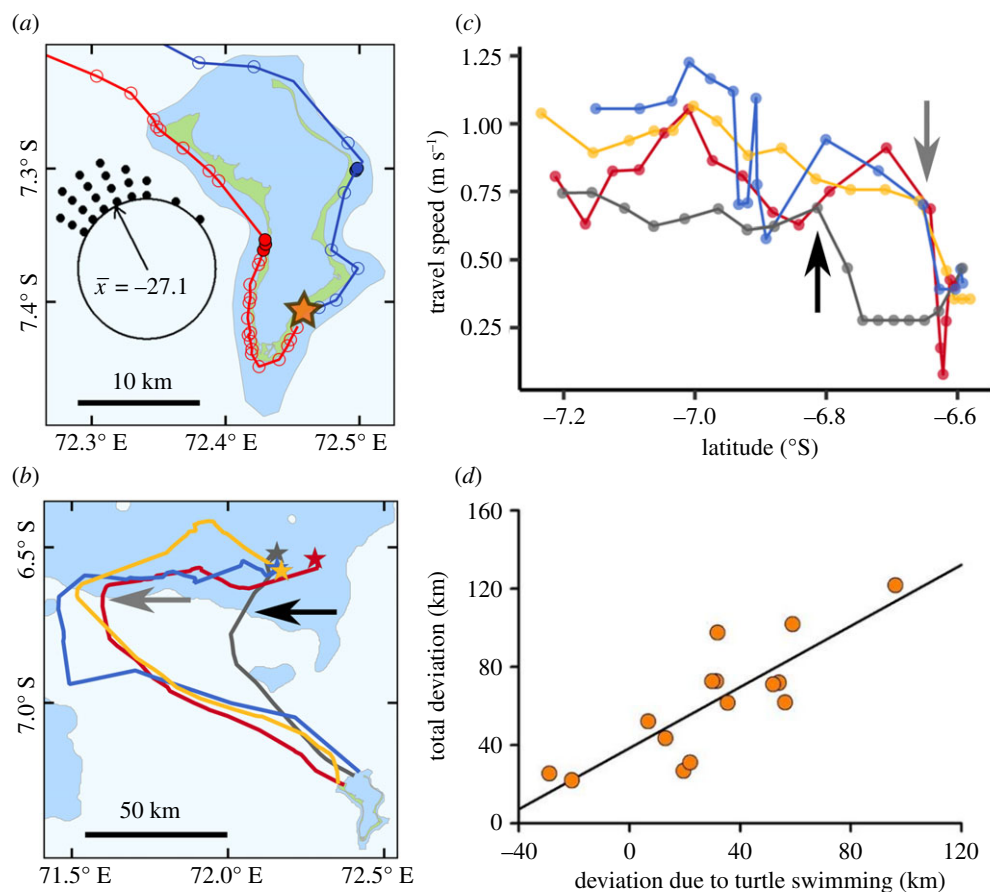 (a)
7.3° S
7.4° S
x̄ = –27.1
10 km
72.3° E 72.4° E 72.5° E
(b)
6.5° S
7.0° S
50 km
71.5° E 72.0° E 72.5° E
(c)
travel speed (m s⁻¹)
1.25
1.00
0.75
0.50
0.25
–7.2 –7.0 –6.8 –6.6
latitude (°S)
(d)
total deviation (km)
160
120
80
40
0
–40 0 40 80 120
deviation due to turtle swimming (km)